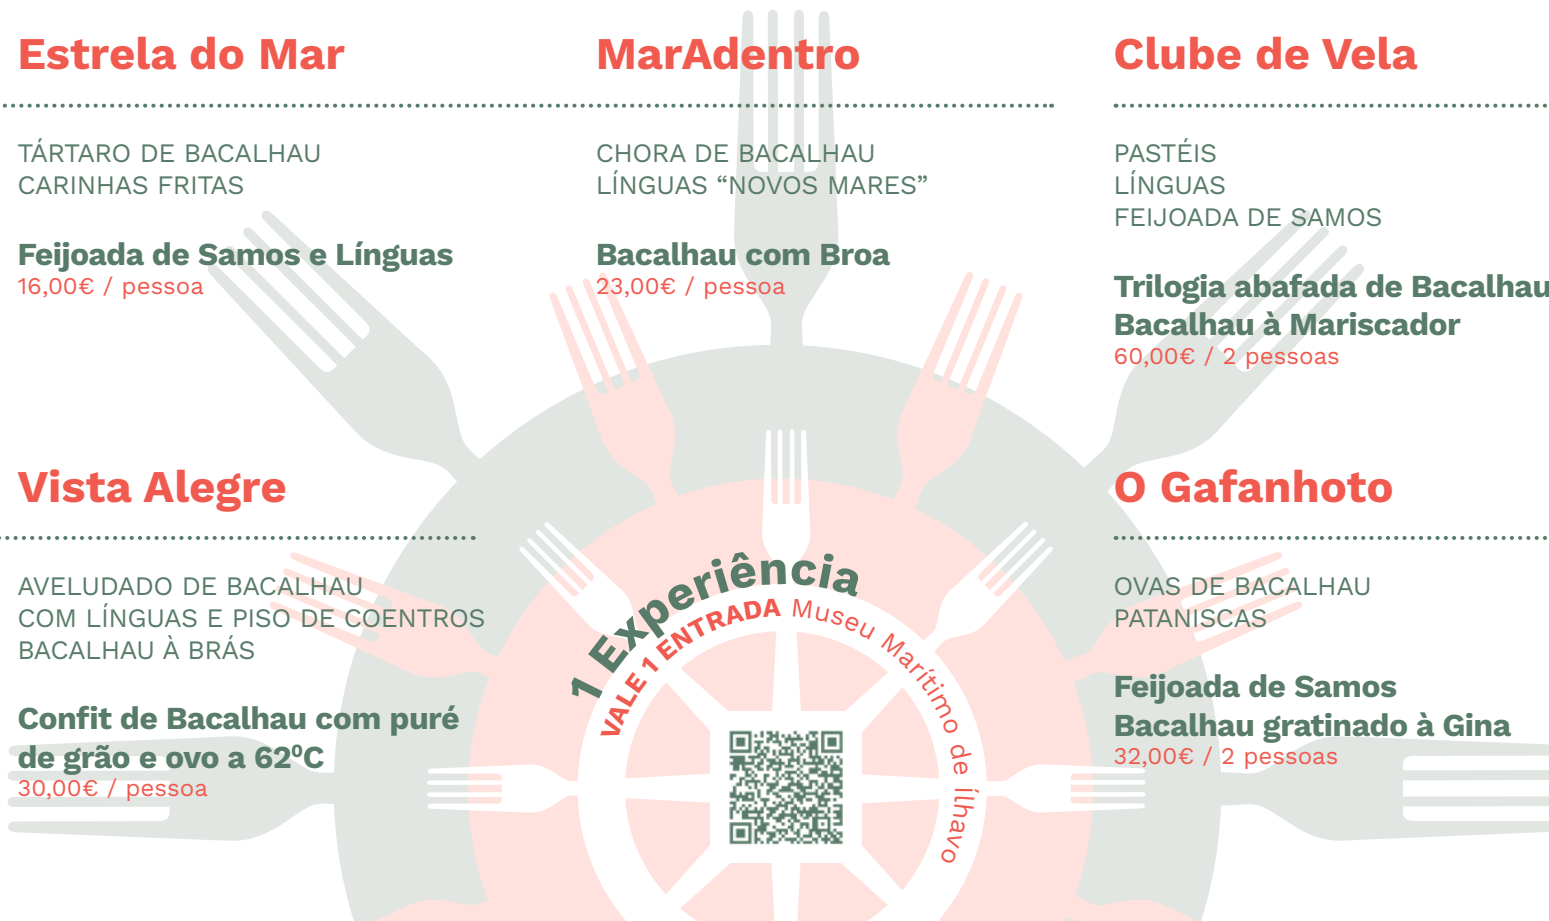 Estrela do Mar
TÁRTARO DE BACALHAU
CARINHAS FRITAS
Feijoada de Samos e Línguas
16,00€ / pessoa
MarAdentro
CHORA DE BACALHAU
LÍNGUAS “NOVOS MARES”
Bacalhau com Broa
23,00€ / pessoa
Clube de Vela
PASTÉIS
LÍNGUAS
FEIJOADA DE SAMOS
Trilogia abafada de Bacalhau
Bacalhau à Mariscador
60,00€ / 2 pessoas
Vista Alegre
AVELUDADO DE BACALHAU
COM LÍNGUAS E PISO DE COENTROS
BACALHAU À BRÁS
Confit de Bacalhau com puré
de grão e ovo a 62ºC
30,00€ / pessoa
1 Experiência
VALE 1 ENTRADA Museu Marítimo de Ílhavo
O Gafanhoto
OVAS DE BACALHAU
PATANISCAS
Feijoada de Samos
Bacalhau gratinado à Gina
32,00€ / 2 pessoas